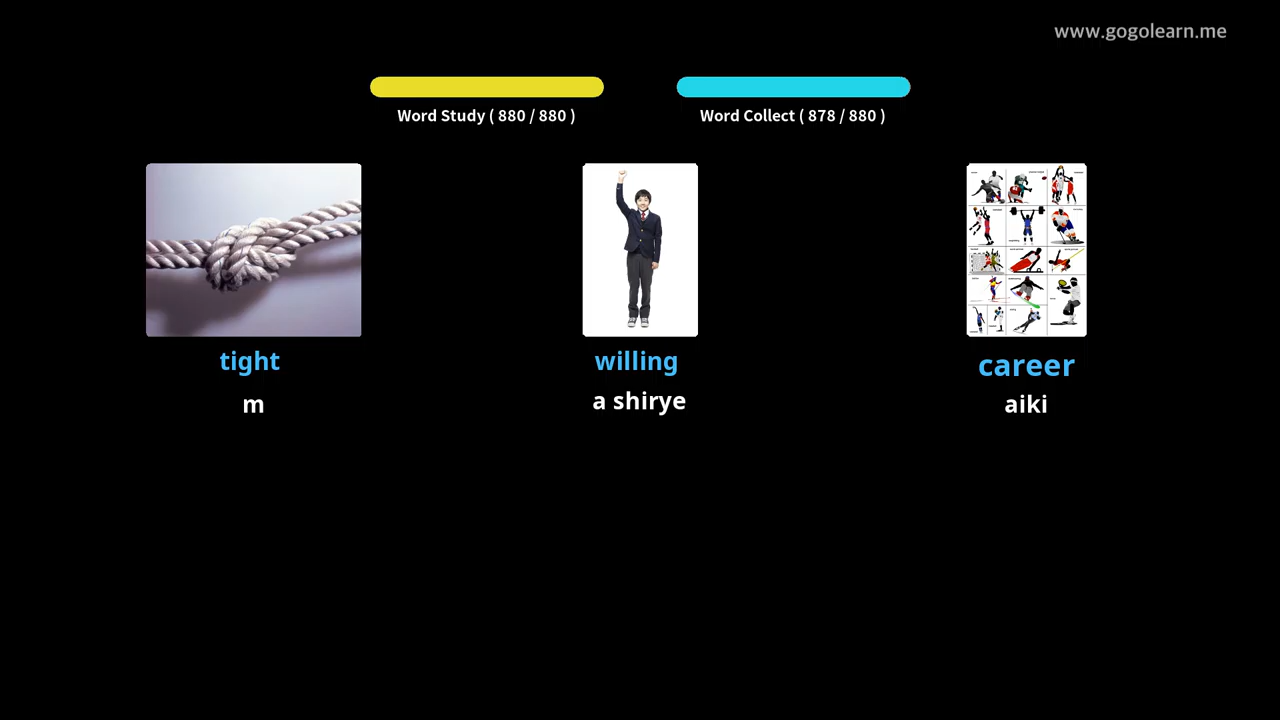 www.gogolearn.me
Word Study ( 880 / 880 )
Word Collect ( 878 / 880 )
tight
willing
career
m
a shirye
aiki